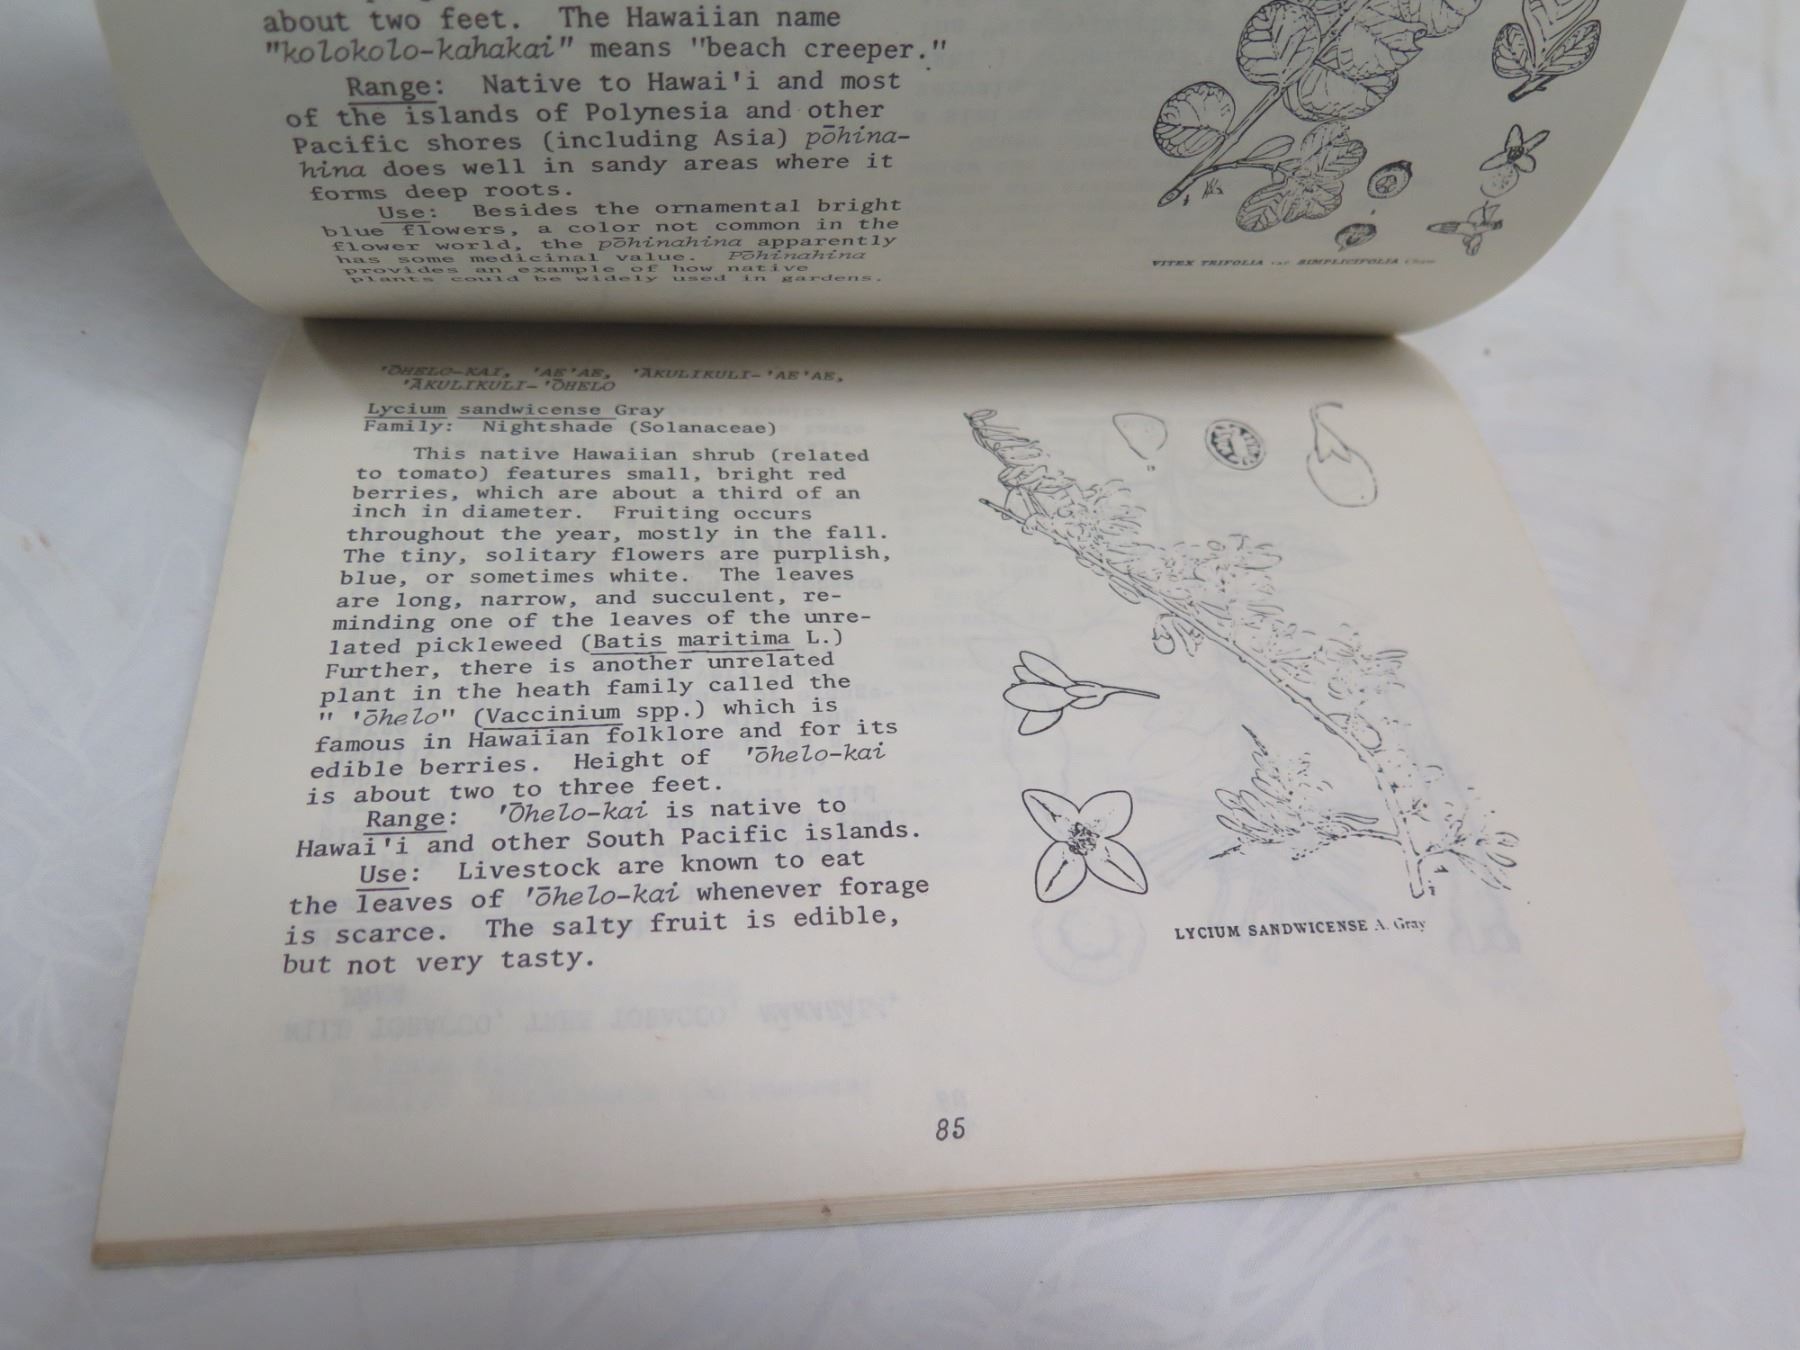 about two feet. The Hawaiian name
"kolokolo-kahakai" means "beach creeper."
Range: Native to Hawai'i and most
of the islands of Polynesia and other
Pacific shores (including Asia) pōhina-
hina does well in sandy areas where it
forms deep roots.
Use: Besides the ornamental bright
blue flowers, a color not common in the
flower world, the pōhinahina apparently
has some medicinal value. Pōhinahina
provides an example of how native
plants could be widely used in gardens.
VITEX TRIFOLIA var. SIMPLICIFOLIA Cham
'ŌHELO-KAI, 'AE'AE, 'ĀKULIKULI-'AE'AE,
'ĀKULIKULI-'ŌHELO
Lycium sandwicense Gray
Family: Nightshade (Solanaceae)
This native Hawaiian shrub (related
to tomato) features small, bright red
berries, which are about a third of an
inch in diameter. Fruiting occurs
throughout the year, mostly in the fall.
The tiny, solitary flowers are purplish,
blue, or sometimes white. The leaves
are long, narrow, and succulent, re-
minding one of the leaves of the unre-
lated pickleweed (Batis maritima L.)
Further, there is another unrelated
plant in the heath family called the
" 'ōhelo" (Vaccinium spp.) which is
famous in Hawaiian folklore and for its
edible berries. Height of 'ōhelo-kai
is about two to three feet.
Range: 'Ōhelo-kai is native to
Hawai'i and other South Pacific islands.
Use: Livestock are known to eat
the leaves of 'ōhelo-kai whenever forage
is scarce. The salty fruit is edible,
but not very tasty.
LYCIUM SANDWICENSE A. Gray
85